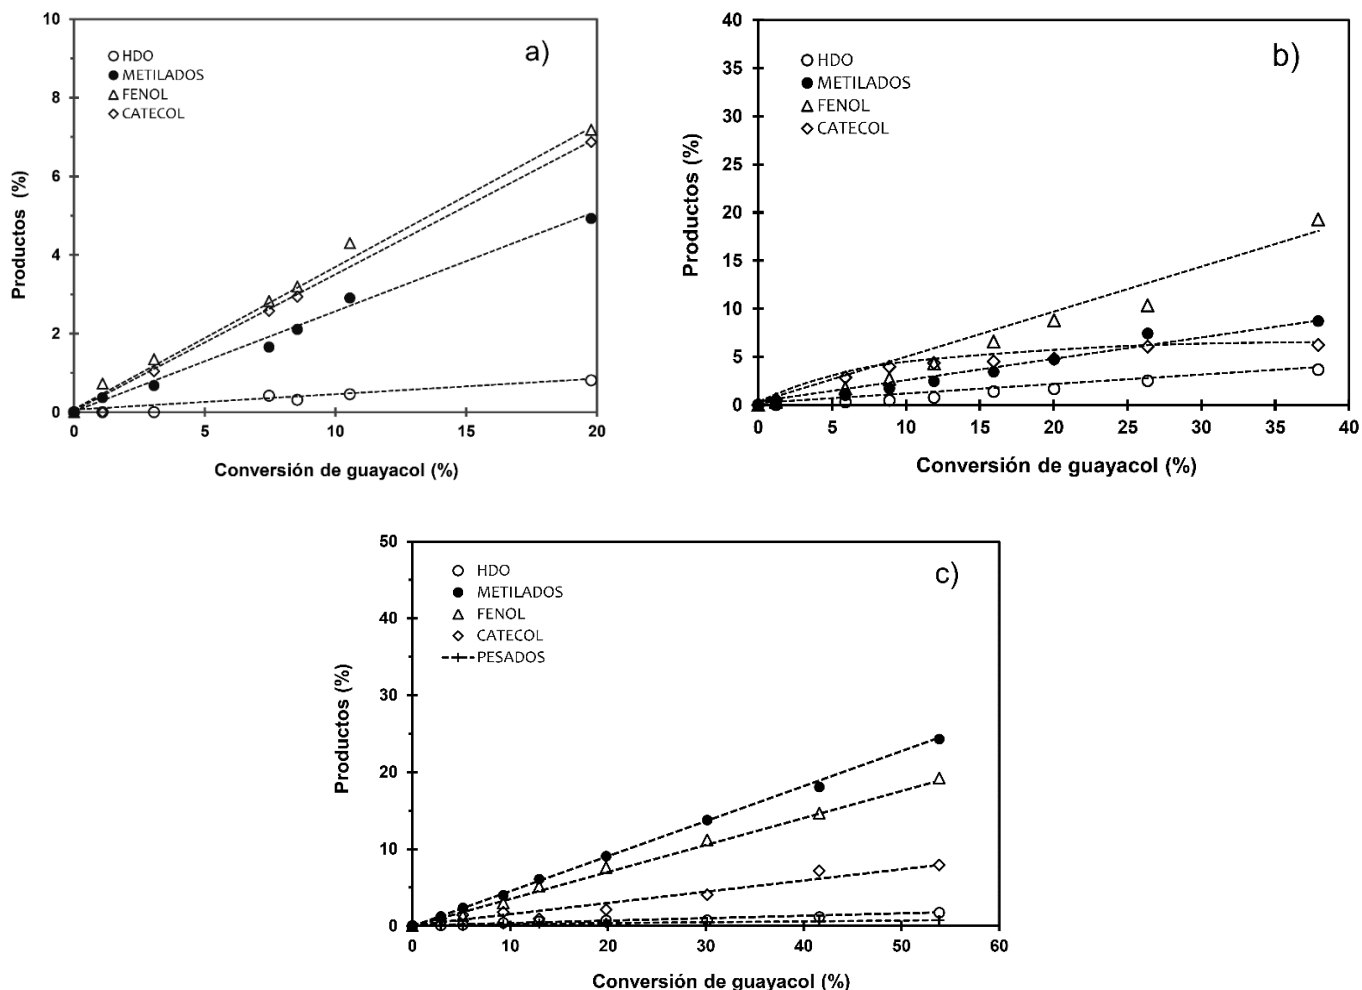 a)
HDO
METILADOS
FENOL
CATECOL
Productos (%)
10
8
6
4
2
0
0 5 10 15 20
Conversión de guayacol (%)
b)
HDO
METILADOS
FENOL
CATECOL
Productos (%)
40
35
30
25
20
15
10
5
0
0 5 10 15 20 25 30 35 40
Conversión de guayacol (%)
c)
HDO
METILADOS
FENOL
CATECOL
PESADOS
Productos (%)
50
40
30
20
10
0
0 10 20 30 40 50 60
Conversión de guayacol (%)